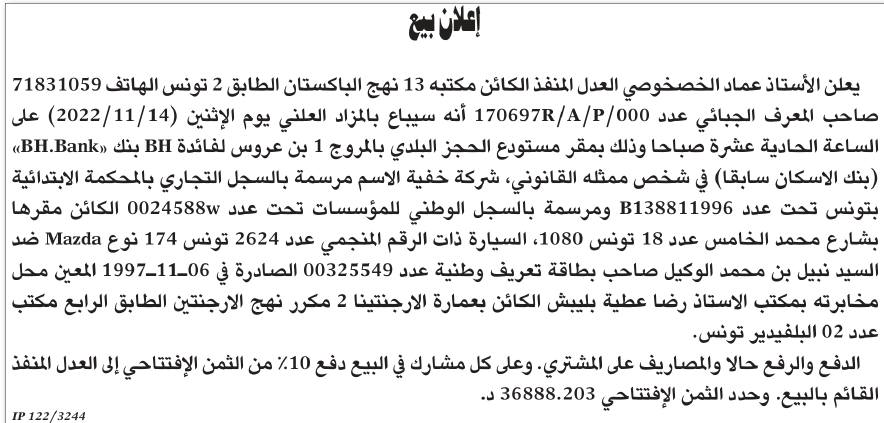 إعلان بيع
يعلن الأستاذ عماد الخصخوصي العدل المنفذ الكائن مكتبه 13 نهج الباكستان الطابق 2 تونس الهاتف 71831059
صاحب المعرف الجبائي عدد 170697R/A/P/000 أنه سيباع بالمزاد العلني يوم الإثنين (2022/11/14) على
الساعة الحادية عشرة صباحا وذلك بمقر مستودع الحجز البلدي بالمروج 1 بن عروس لفائدة BH بنك «BH.Bank»
(بنك الاسكان سابقا) في شخص ممثله القانوني، شركة خفية الاسم مرسمة بالسجل التجاري بالمحكمة الابتدائية
بتونس تحت عدد B138811996 ومرسمة بالسجل الوطني للمؤسسات تحت عدد 0024588w الكائن مقرها
بشارع محمد الخامس عدد 18 تونس 1080، السيارة ذات الرقم المنجمي عدد 2624 تونس 174 نوع Mazda ضد
السيد نبيل بن محمد الوكيل صاحب بطاقة تعريف وطنية عدد 00325549 الصادرة في 06ـ11ـ1997 المعين محل
مخابرته بمكتب الاستاذ رضا عطية بليبش الكائن بعمارة الارجنتينا 2 مكرر نهج الارجنتين الطابق الرابع مكتب
عدد 02 البلفيدير تونس.
الدفع والرفع حالا والمصاريف على المشتري. وعلى كل مشارك في البيع دفع 10٪ من الثمن الإفتتاحي إلى العدل المنفذ
القائم بالبيع. وحدد الثمن الإفتتاحي 36888.203 د.
IP 122/3244